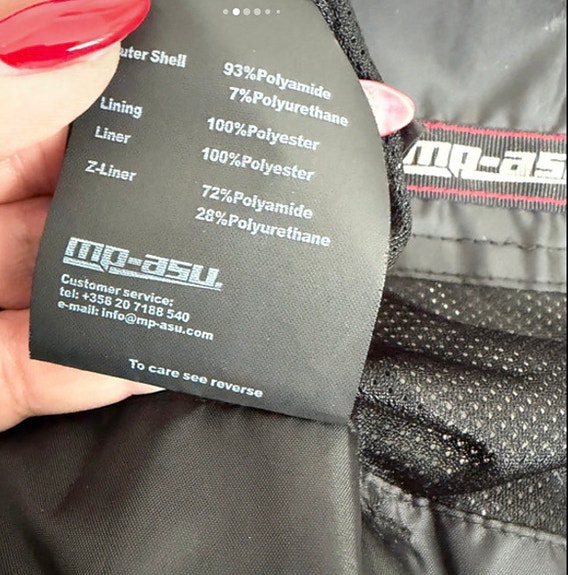 uter Shell 93%Polyamide
7%Polyurethane
Lining 100%Polyester
Liner 100%Polyester
Z-Liner 72%Polyamide
28%Polyurethane
mp-asu.
Customer service:
tel: +358 20 7188 540
e-mail: info@mp-asu.com
To care see reverse
mp-as